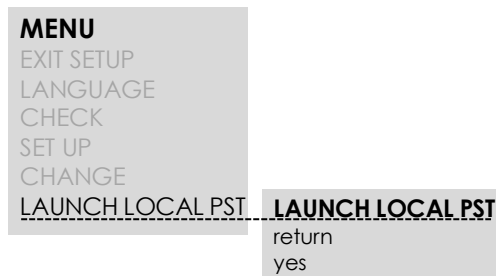 MENU
EXIT SETUP
LANGUAGE
CHECK
SET UP
CHANGE
LAUNCH LOCAL PST
LAUNCH LOCAL PST
return
yes